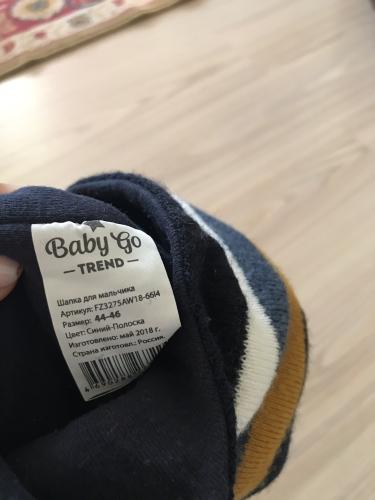 Baby Go
TREND
Шапка для мальчика
Артикул: FZ3275AW18-66I4
Размер: 44-46
Цвет: Синий-Полоска
Изготовлено: май 2018 г.
Страна изготовл.: Россия.